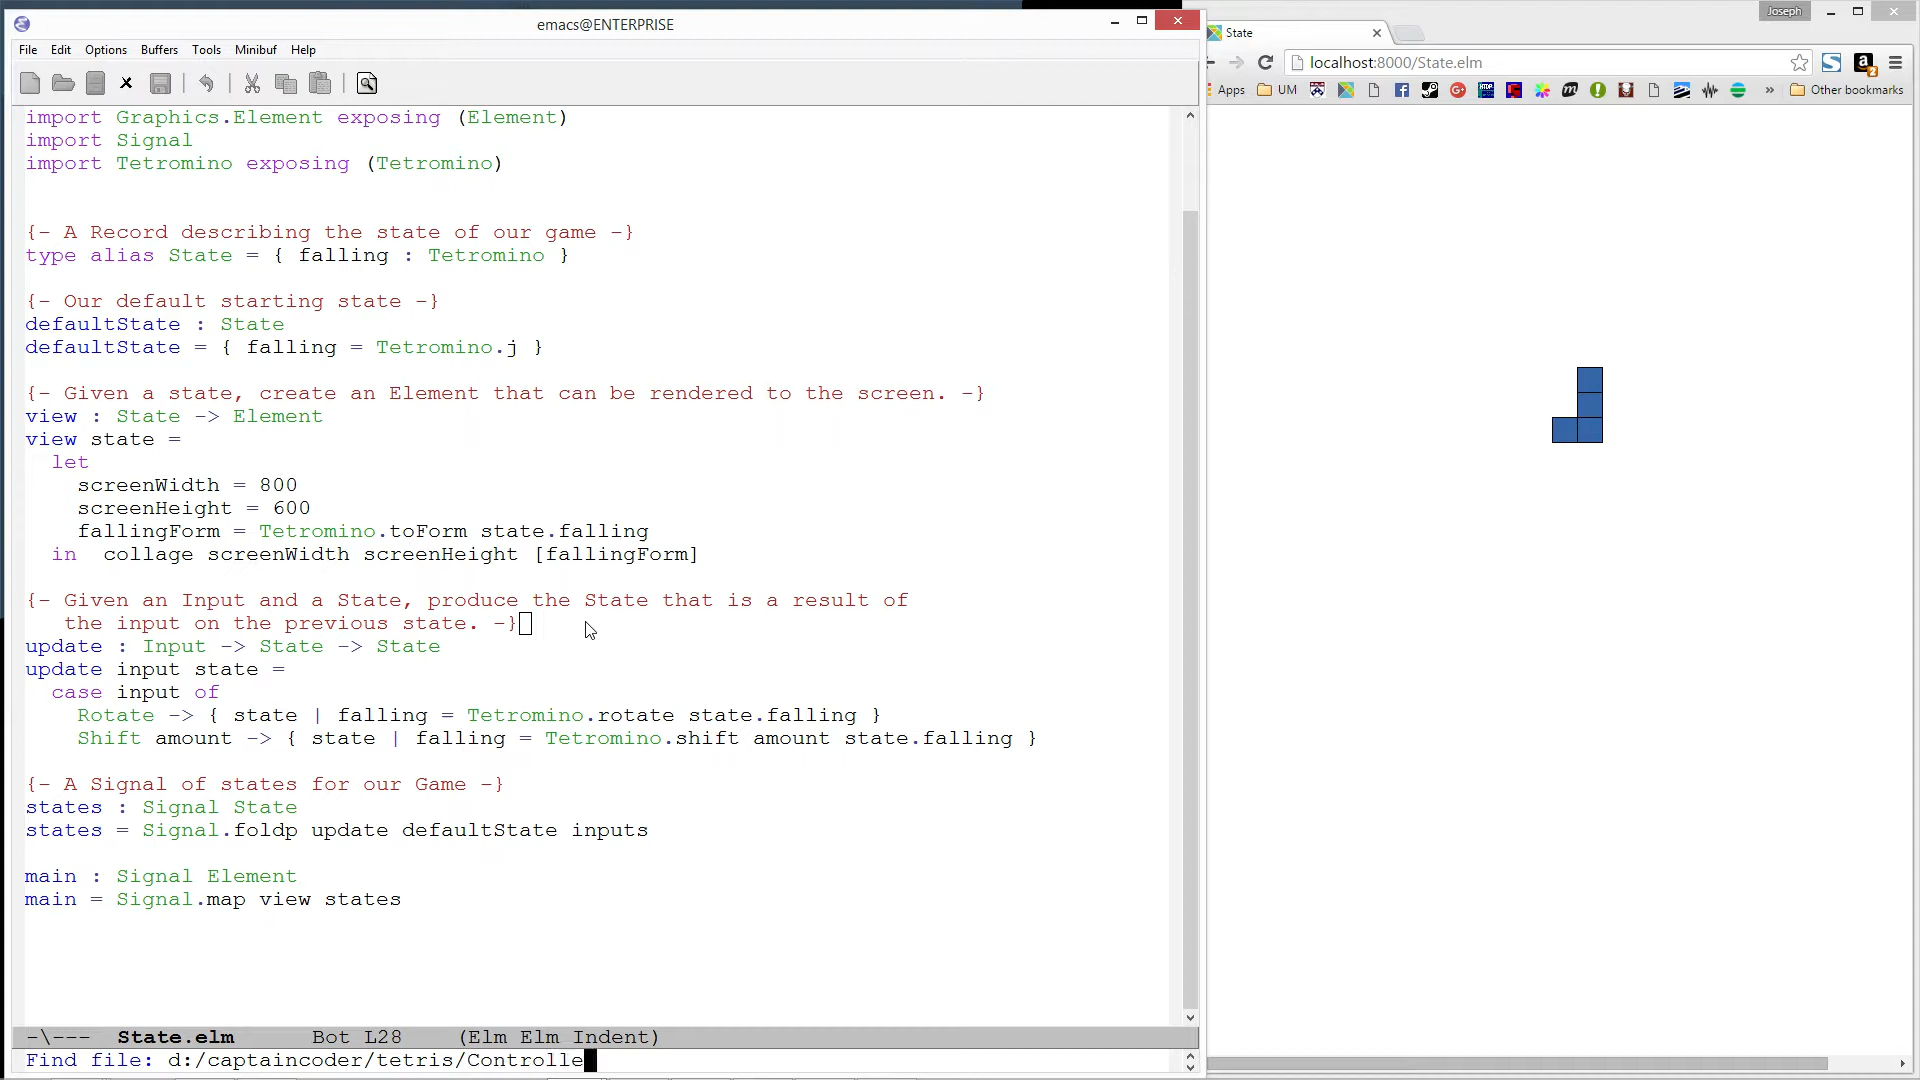 emacs@ENTERPRISE
File Edit Options Buffers Tools Minibuf Help
import Graphics.Element exposing (Element)
import Signal
import Tetromino exposing (Tetromino)
{- A Record describing the state of our game -}
type alias State = { falling : Tetromino }
{- Our default starting state -}
defaultState : State
defaultState = { falling = Tetromino.j }
{- Given a state, create an Element that can be rendered to the screen. -}
view : State -> Element
view state =
let
screenWidth = 800
screenHeight = 600
fallingForm = Tetromino.toForm state.falling
in collage screenWidth screenHeight [fallingForm]
{- Given an Input and a State, produce the State that is a result of
the input on the previous state. -}
update : Input -> State -> State
update input state =
case input of
Rotate -> { state | falling = Tetromino.rotate state.falling }
Shift amount -> { state | falling = Tetromino.shift amount state.falling }
{- A Signal of states for our Game -}
states : Signal State
states = Signal.foldp update defaultState inputs
main : Signal Element
main = Signal.map view states
-\--- State.elm Bot L28 (Elm Elm Indent)
Find file: d:/captaincoder/tetris/Controlle
Joseph
State
localhost:8000/State.elm
Apps UM » Other bookmarks